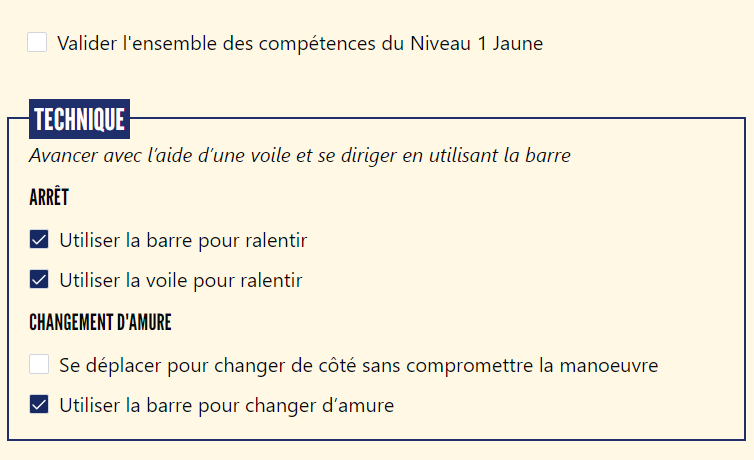 Valider l'ensemble des compétences du Niveau 1 Jaune
TECHNIQUE
Avancer avec l’aide d’une voile et se diriger en utilisant la barre
ARRÊT
Utiliser la barre pour ralentir
Utiliser la voile pour ralentir
CHANGEMENT D'AMURE
Se déplacer pour changer de côté sans compromettre la manoeuvre
Utiliser la barre pour changer d’amure